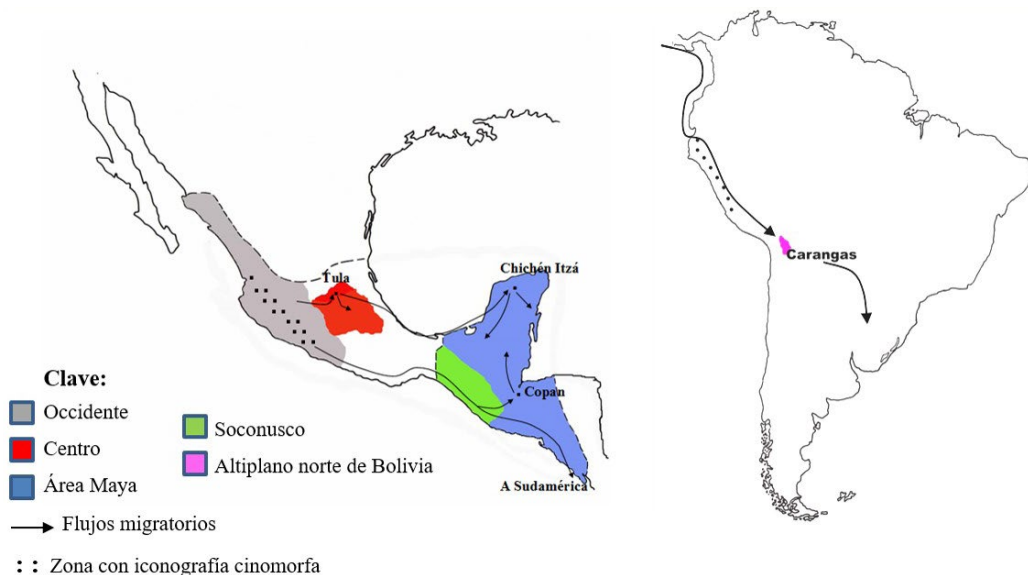 Tula
Chichén Itzá
Copan
A Sudamérica
Carangas
Clave:
Occidente
Centro
Área Maya
Soconusco
Altiplano norte de Bolivia
Flujos migratorios
Zona con iconografía cinomorfa